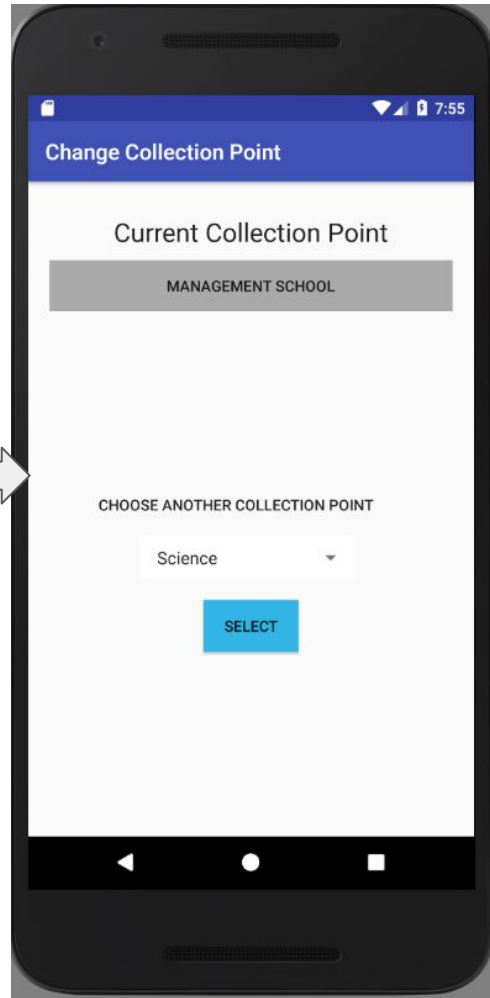 7:55
Change Collection Point
Current Collection Point
MANAGEMENT SCHOOL
CHOOSE ANOTHER COLLECTION POINT
Science
SELECT